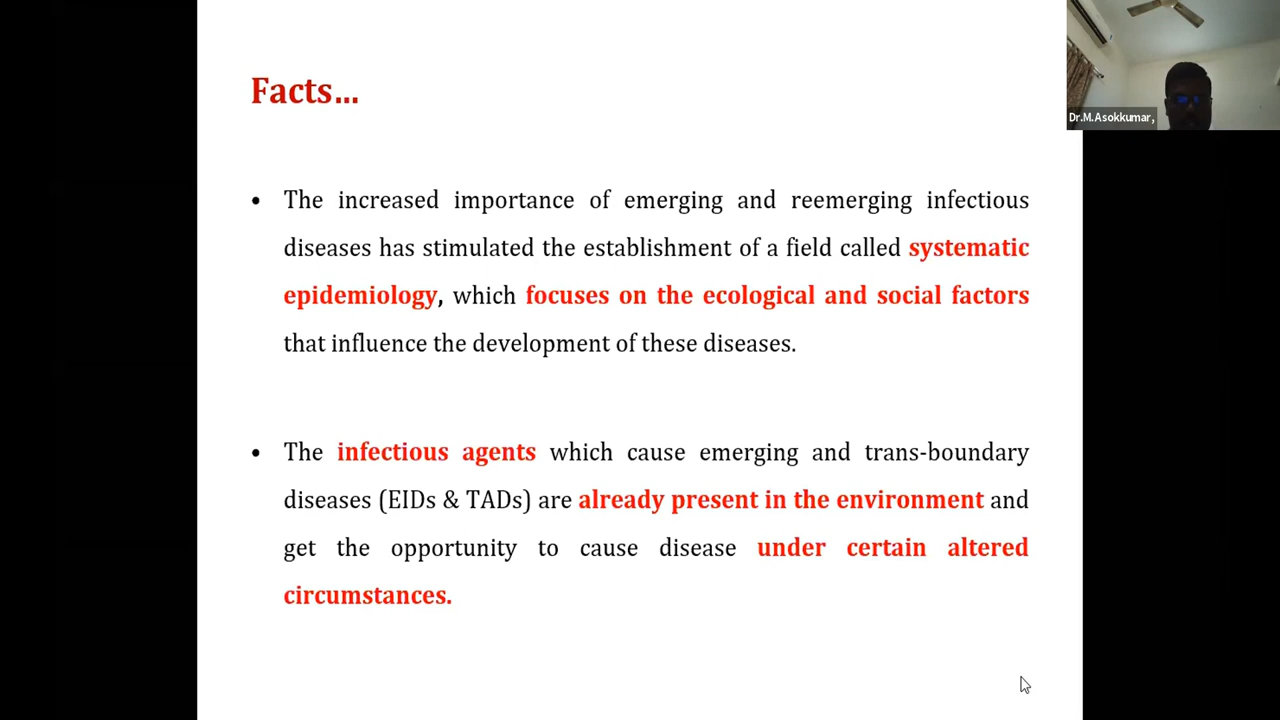 Facts…
Dr.M.Asokkumar,
• The increased importance of emerging and reemerging infectious
diseases has stimulated the establishment of a field called systematic
epidemiology, which focuses on the ecological and social factors
that influence the development of these diseases.
• The infectious agents which cause emerging and trans-boundary
diseases (EIDs & TADs) are already present in the environment and
get the opportunity to cause disease under certain altered
circumstances.